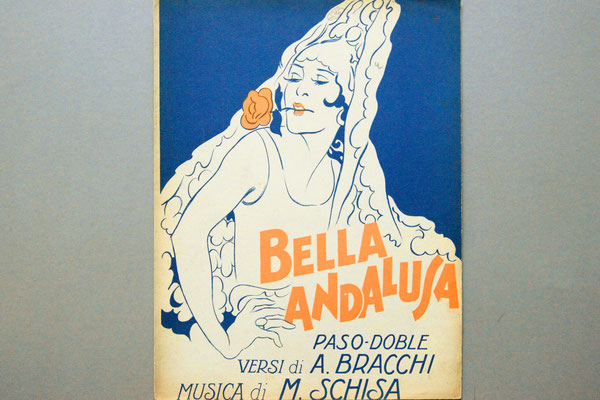 BELLA
ANDALUSA
PASO-DOBLE
VERSI di A. BRACCHI
MUSICA di M. SCHISA